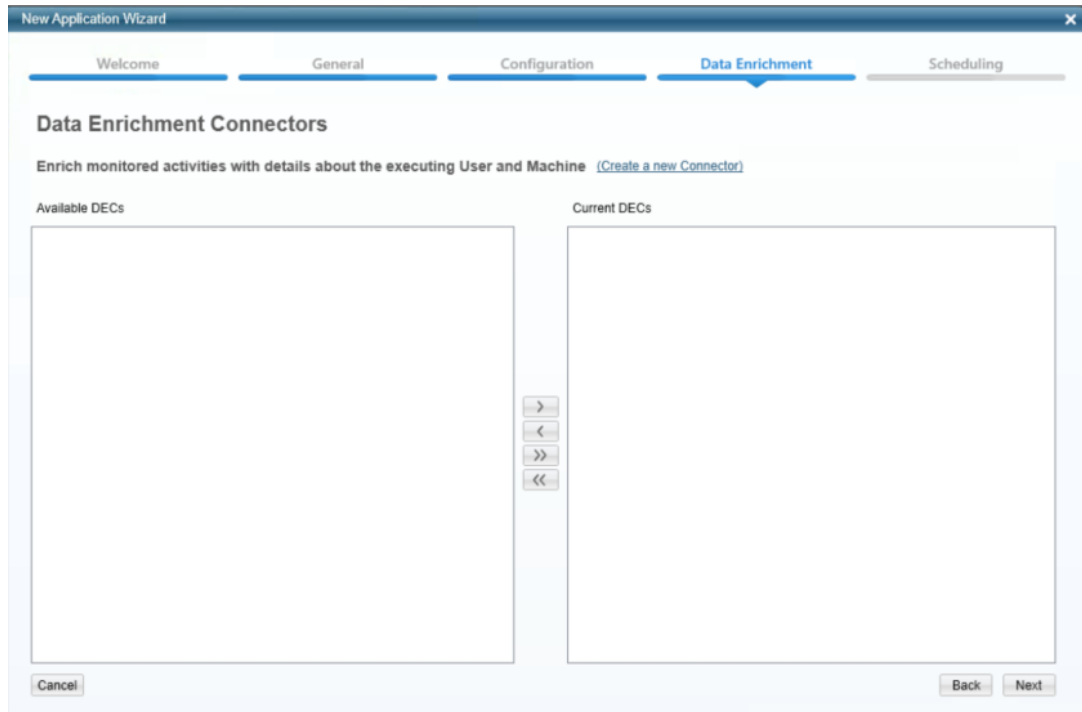 New Application Wizard
Welcome General Configuration Data Enrichment Scheduling
Data Enrichment Connectors
Enrich monitored activities with details about the executing User and Machine (Create a new Connector)
Available DECs Current DECs
>
<
>>
<<
Cancel Back Next